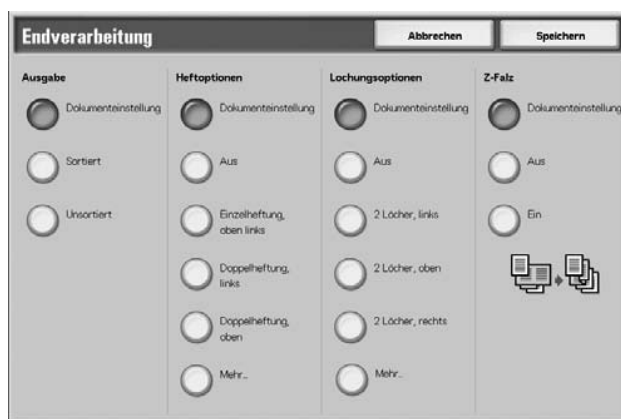 Endverarbeitung
Abbrechen
Speichern
Ausgabe
Dokumenteinstellung
Sortiert
Unsortiert
Heftoptionen
Dokumenteinstellung
Aus
Einzelheftung,
oben links
Doppelheftung,
links
Doppelheftung,
oben
Mehr...
Lochungsoptionen
Dokumenteinstellung
Aus
2 Löcher, links
2 Löcher, oben
2 Löcher, rechts
Mehr...
Z-Falz
Dokumenteinstellung
Aus
Ein